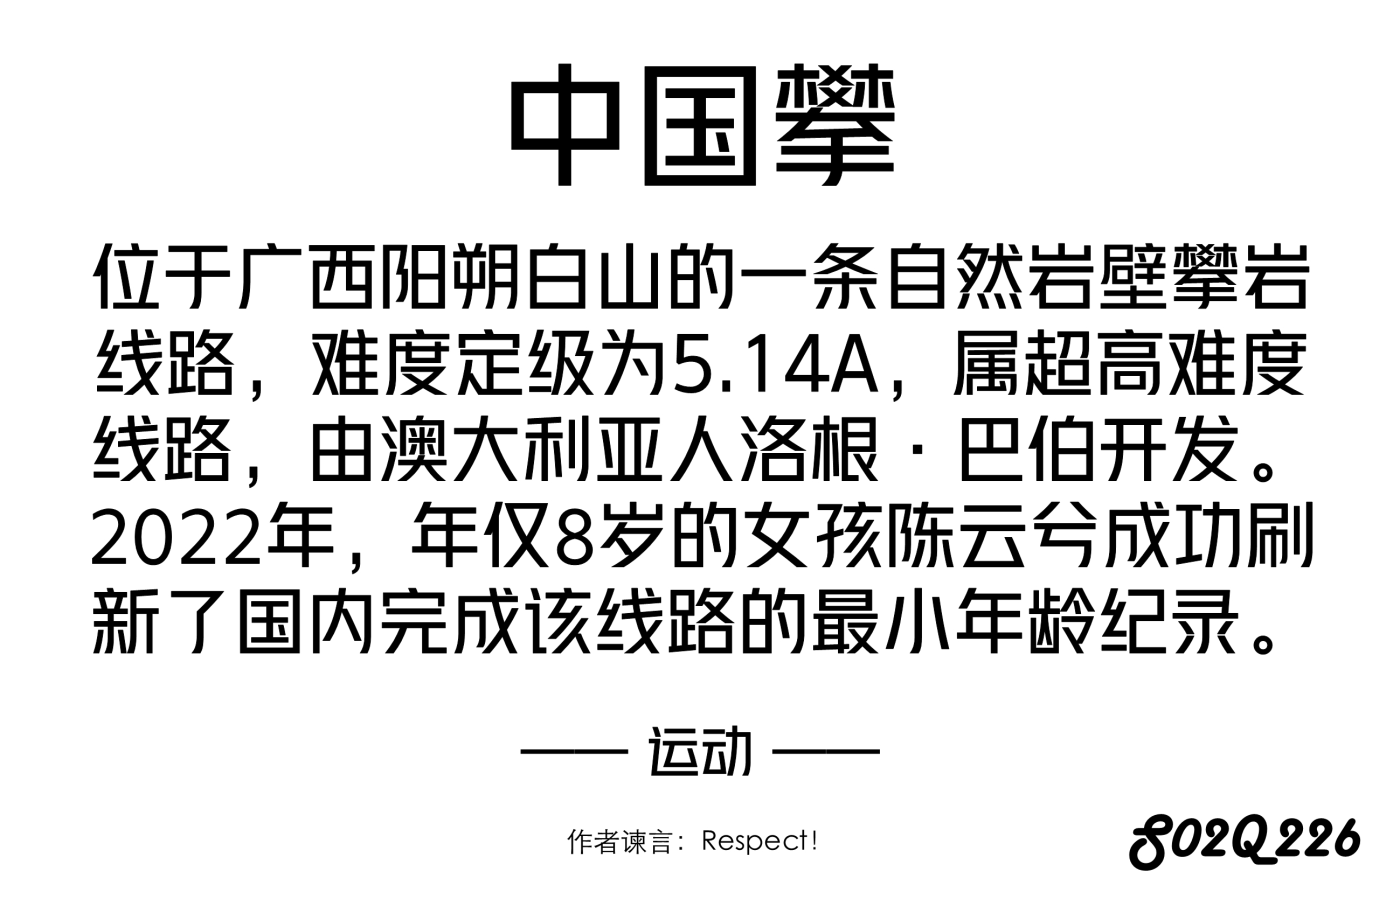 中国攀
位于广西阳朔白山的一条自然岩壁攀岩
线路，难度定级为5.14A，属超高难度
线路，由澳大利亚人洛根·巴伯开发。
2022年，年仅8岁的女孩陈云兮成功刷
新了国内完成该线路的最小年龄纪录。
—— 运动 ——
作者谏言：Respect!
S02Q226